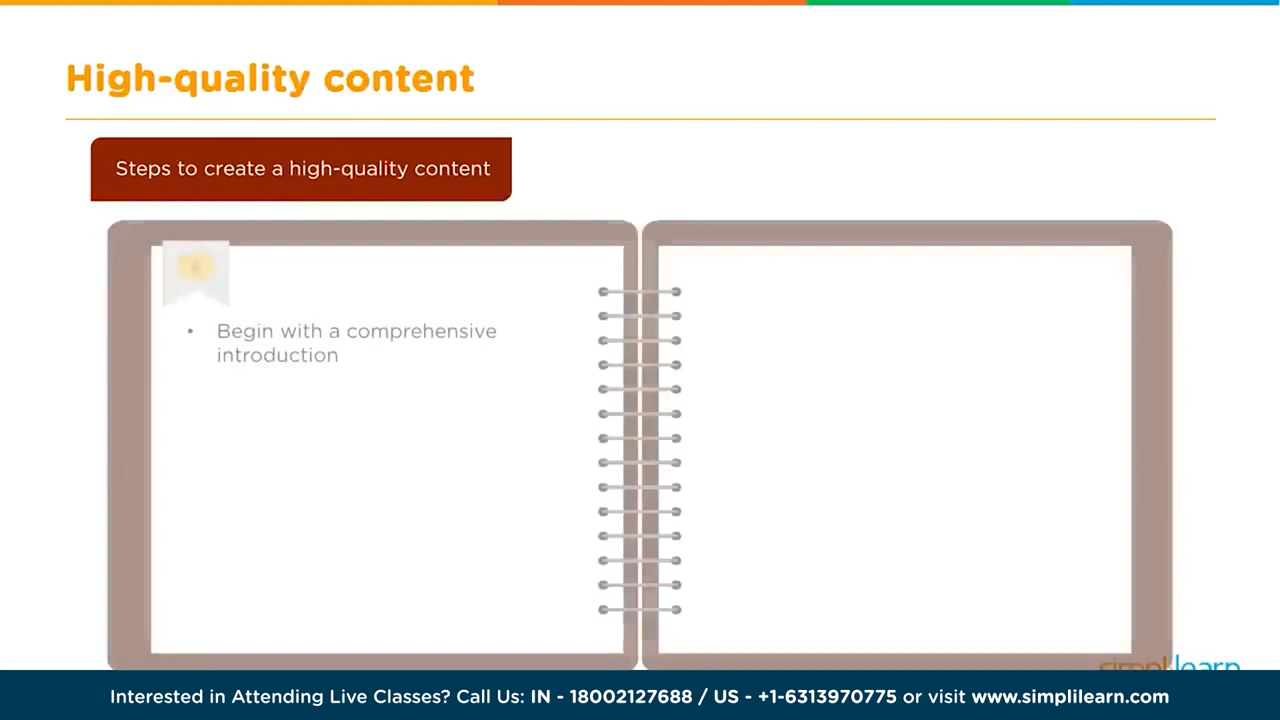 High-quality content
Steps to create a high-quality content
• Begin with a comprehensive
introduction
simplilearn
Interested in Attending Live Classes? Call Us: IN - 18002127688 / US - +1-6313970775 or visit www.simplilearn.com